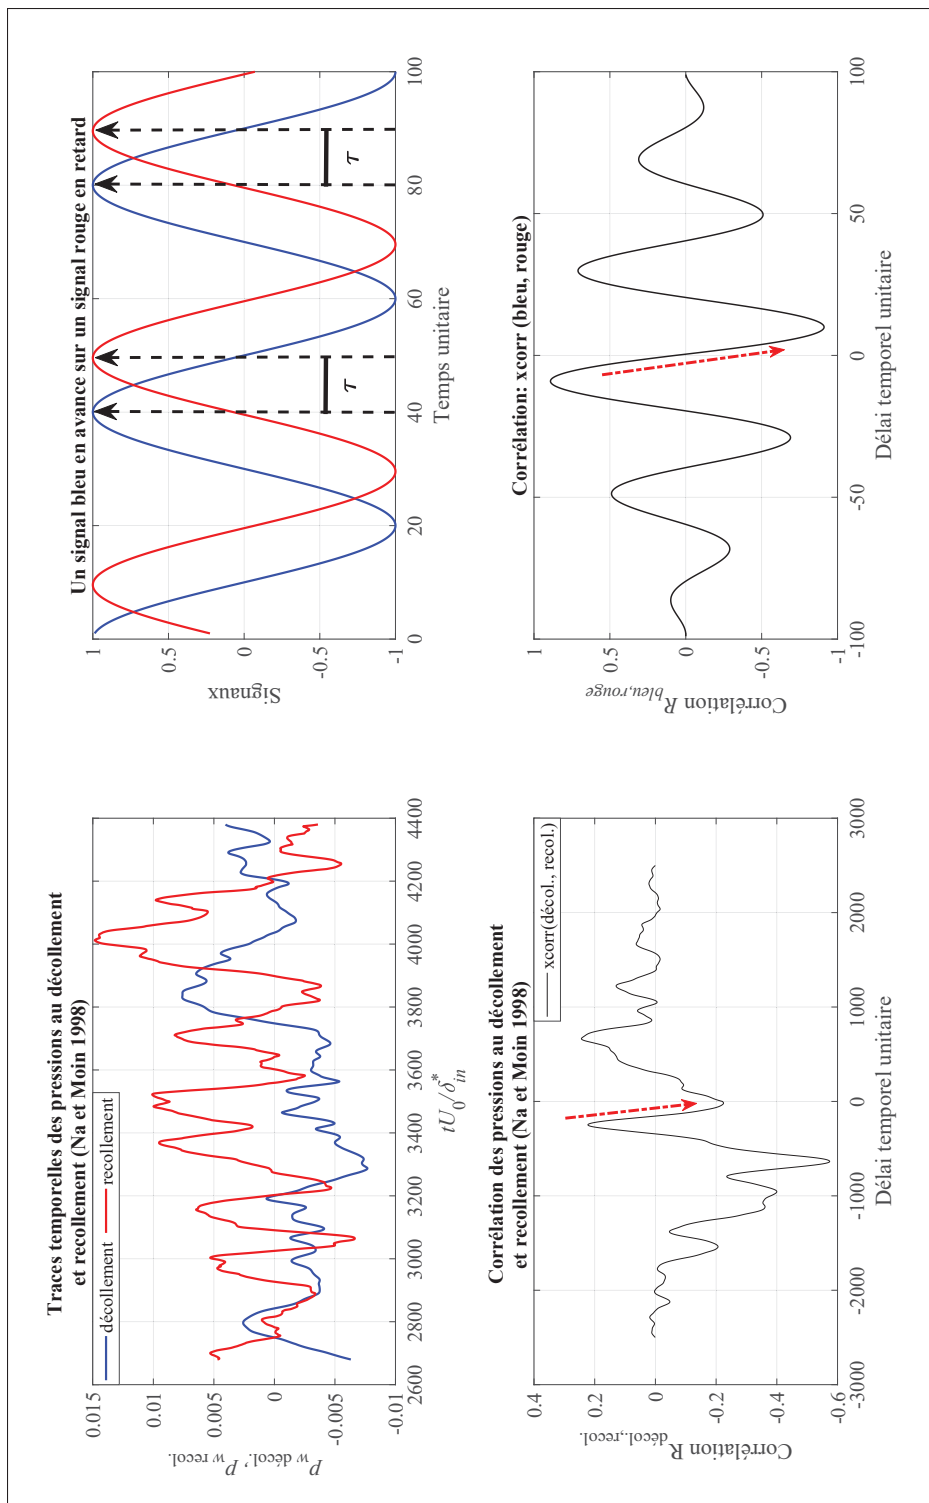 Traces temporelles des pressions au décollement
et recollement (Na et Moin 1998)
décollement
recollement
0.015
0.01
0.005
0
-0.005
-0.01
P_w décol., P_w recol.
2600 2800 3000 3200 3400 3600 3800 4000 4200 4400
tU_0/δ*_in
Un signal bleu en avance sur un signal rouge en retard
1
0.5
0
-0.5
-1
Signaux
τ τ
0 20 40 60 80 100
Temps unitaire
Corrélation des pressions au décollement
et recollement (Na et Moin 1998)
xcorr(décol., recol.)
0.4
0.2
0
-0.2
-0.4
-0.6
Corrélation R décol,recol.
-3000 -2000 -1000 0 1000 2000 3000
Délai temporel unitaire
Corrélation: xcorr (bleu, rouge)
1
0.5
0
-0.5
-1
Corrélation R bleu,rouge
-100 -50 0 50 100
Délai temporel unitaire